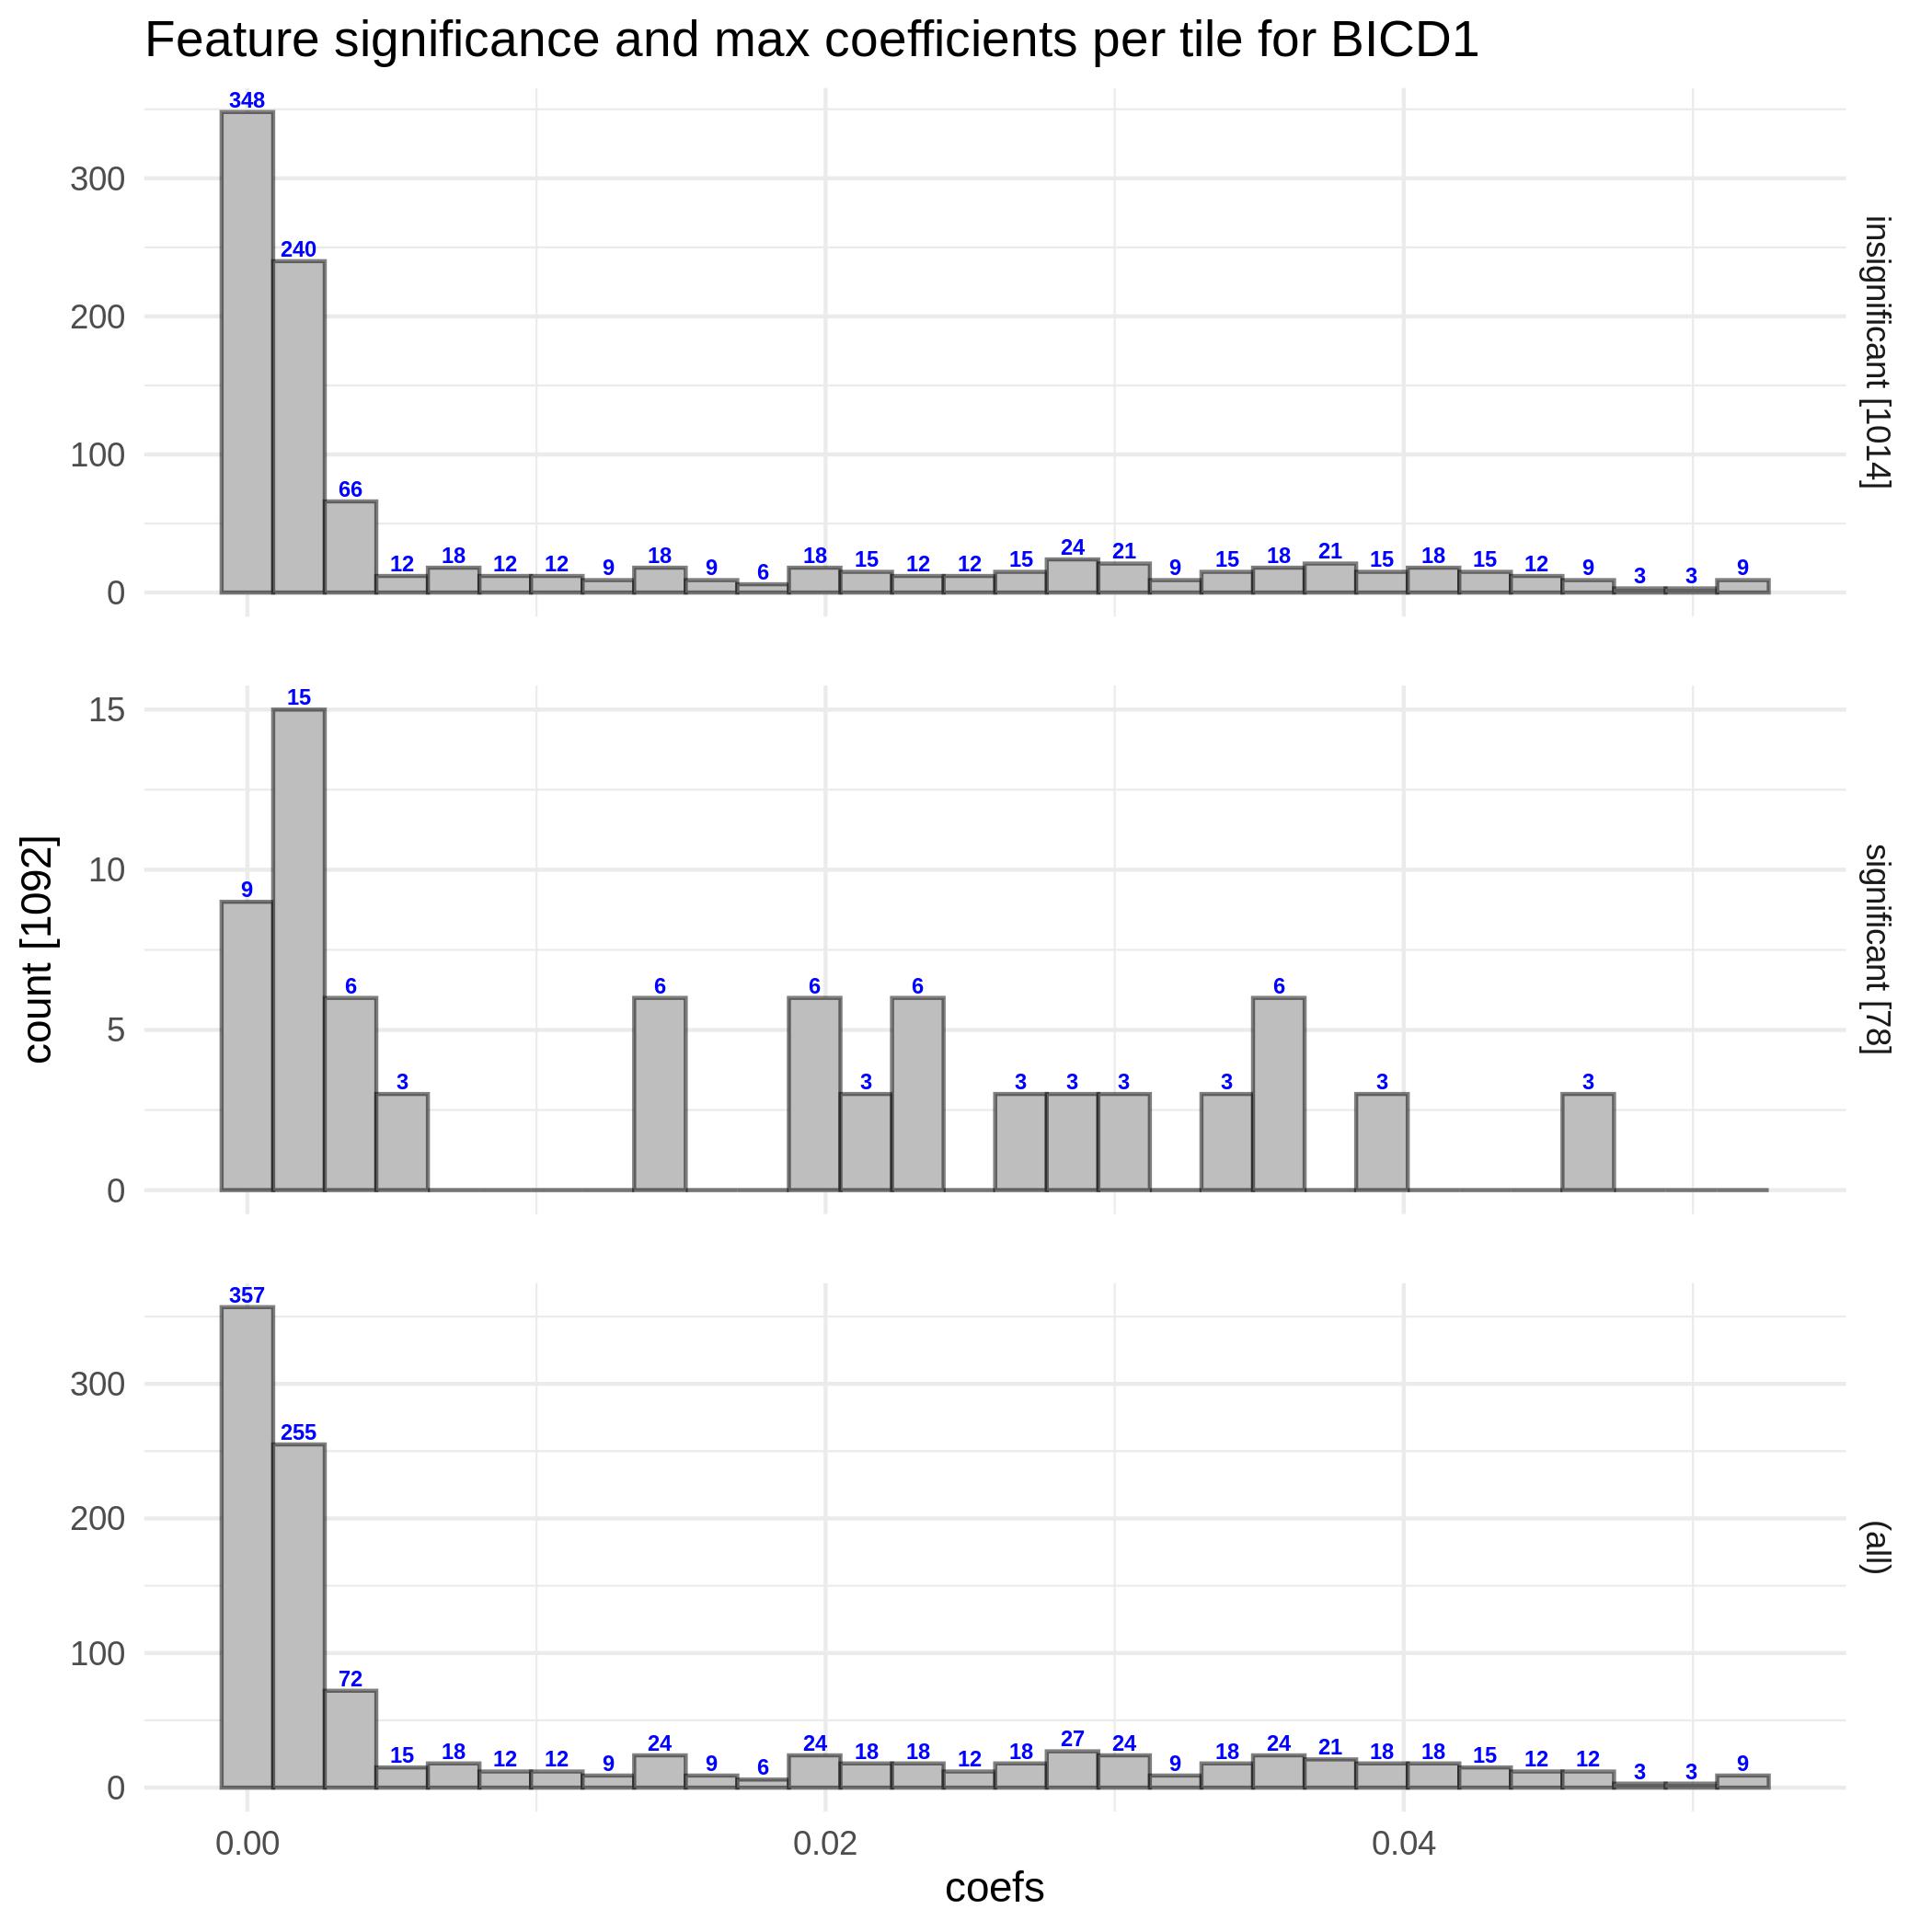 Feature significance and max coefficients per tile for BICD1
348
240
66
12 18 12 12 9 18 9 6 18 15 12 12 15 24 21 9 15 18 21 15 18 15 12 9 3 3 9
300
200
100
0
insignificant [1014]
15
9
6 6 6 6 6
3 3 3 3 3 3 3 3
15
10
5
0
significant [78]
count [1092]
357
255
72
15 18 12 12 9 24 9 6 24 18 18 12 18 27 24 9 18 24 21 18 18 15 12 12 3 3 9
300
200
100
0
(all)
0.00 0.02 0.04
coefs